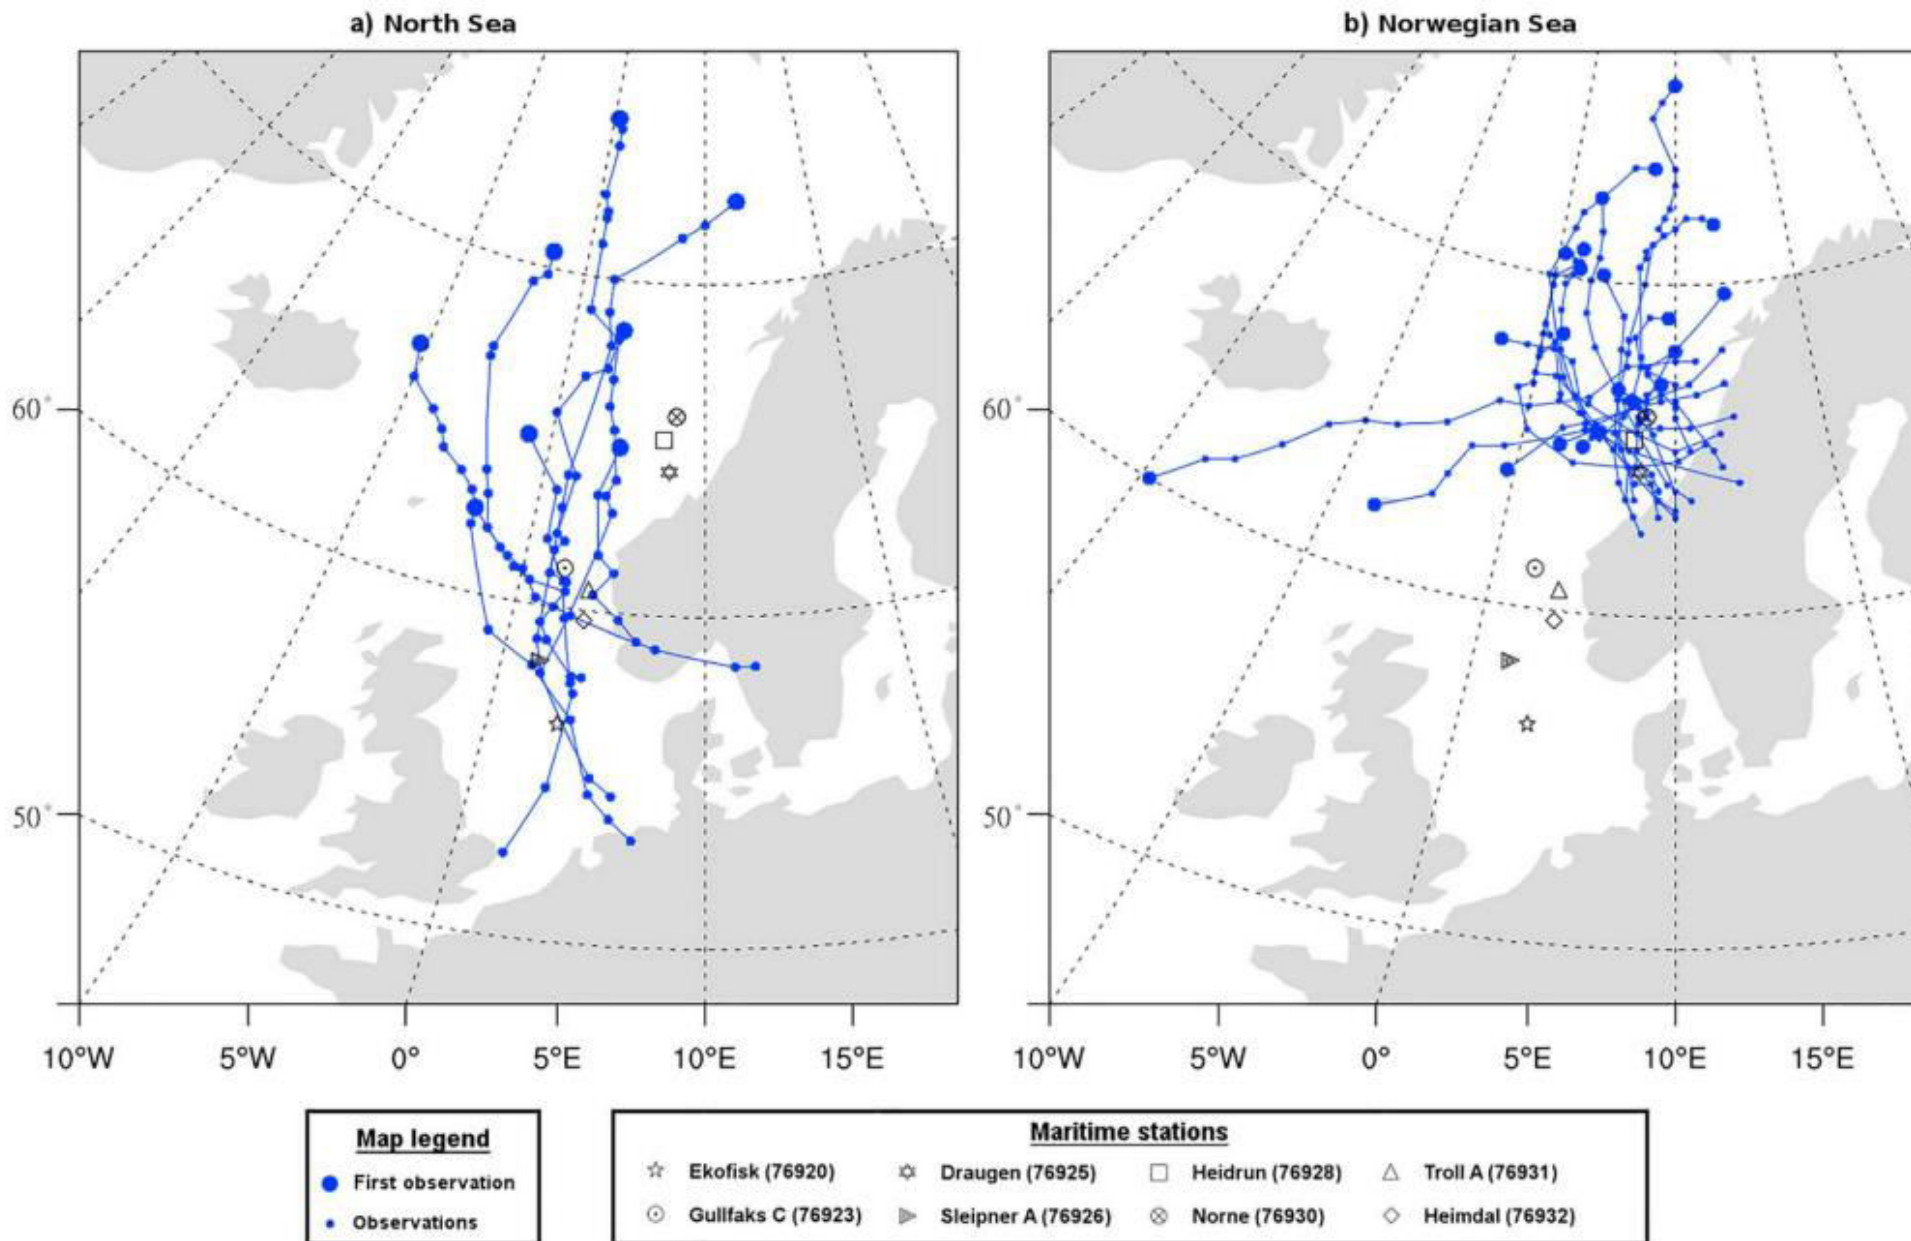 a) North Sea
b) Norwegian Sea
60°
50°
10°W 5°W 0° 5°E 10°E 15°E
60°
50°
10°W 5°W 0° 5°E 10°E 15°E
Map legend
First observation
Observations
Maritime stations
Ekofisk (76920) Draugen (76925) Heidrun (76928) Troll A (76931)
Gullfaks C (76923) Sleipner A (76926) Norne (76930) Heimdal (76932)